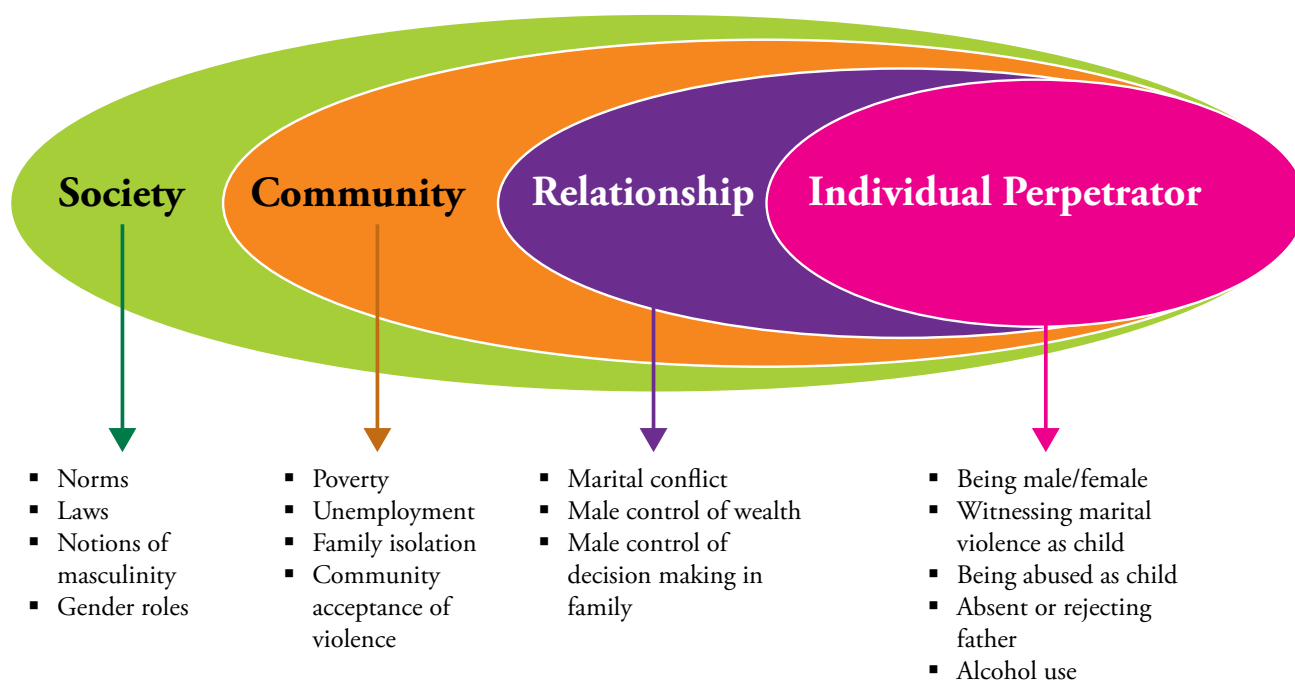 Society
Community
Relationship
Individual Perpetrator
▪ Norms
▪ Laws
▪ Notions of
masculinity
▪ Gender roles
▪ Poverty
▪ Unemployment
▪ Family isolation
▪ Community
acceptance of
violence
▪ Marital conflict
▪ Male control of wealth
▪ Male control of
decision making in
family
▪ Being male/female
▪ Witnessing marital
violence as child
▪ Being abused as child
▪ Absent or rejecting
father
▪ Alcohol use